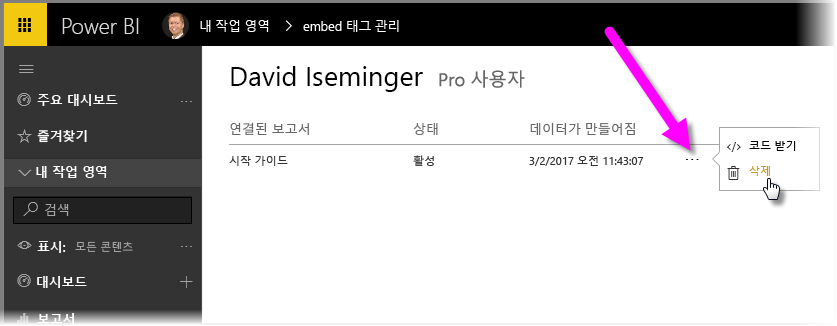 Power BI 내 작업 영역 > embed 태그 관리
David Iseminger Pro 사용자
주요 대시보드 ...
즐겨찾기
연결된 보고서 상태 데이터가 만들어짐
시작 가이드 활성 3/2/2017 오전 11:43:07 ...
</> 코드 받기
삭제
내 작업 영역
검색
표시: 모든 콘텐츠 ...
대시보드 +
보고서